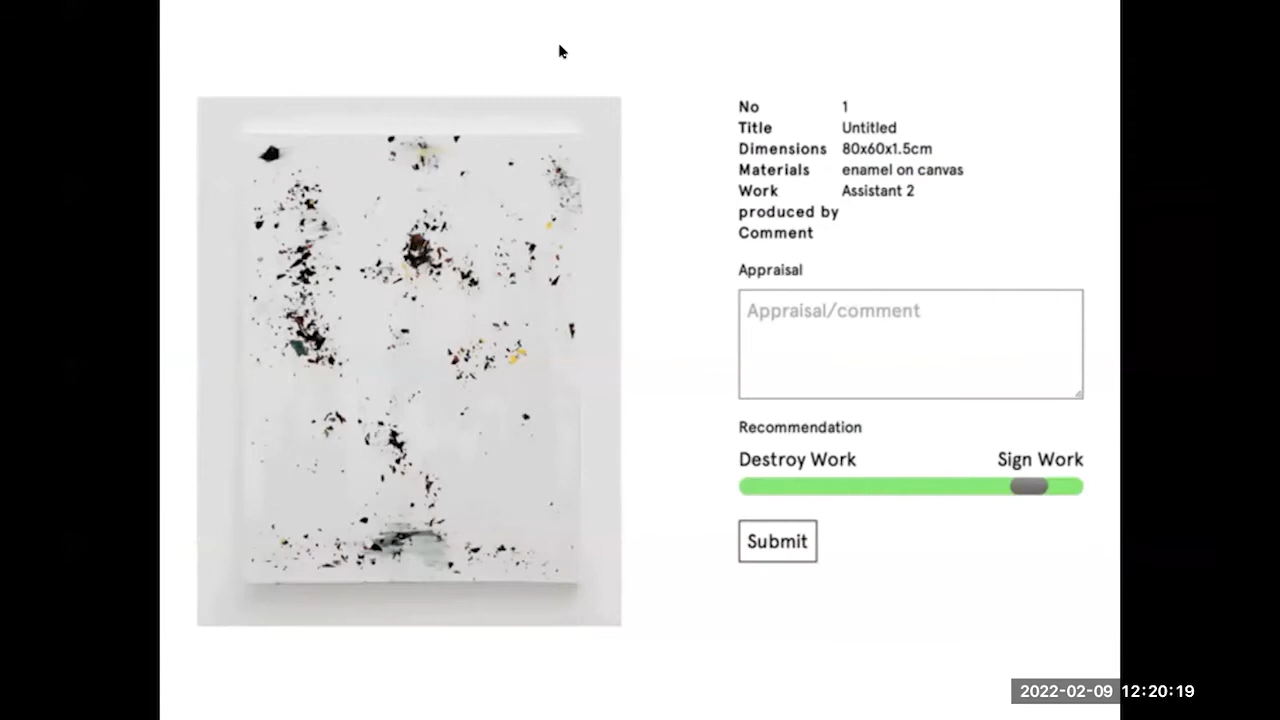 No 1
Title Untitled
Dimensions 80x60x1.5cm
Materials enamel on canvas
Work Assistant 2
produced by
Comment
Appraisal
Appraisal/comment
Recommendation
Destroy Work Sign Work
Submit
2022-02-09 12:20:19